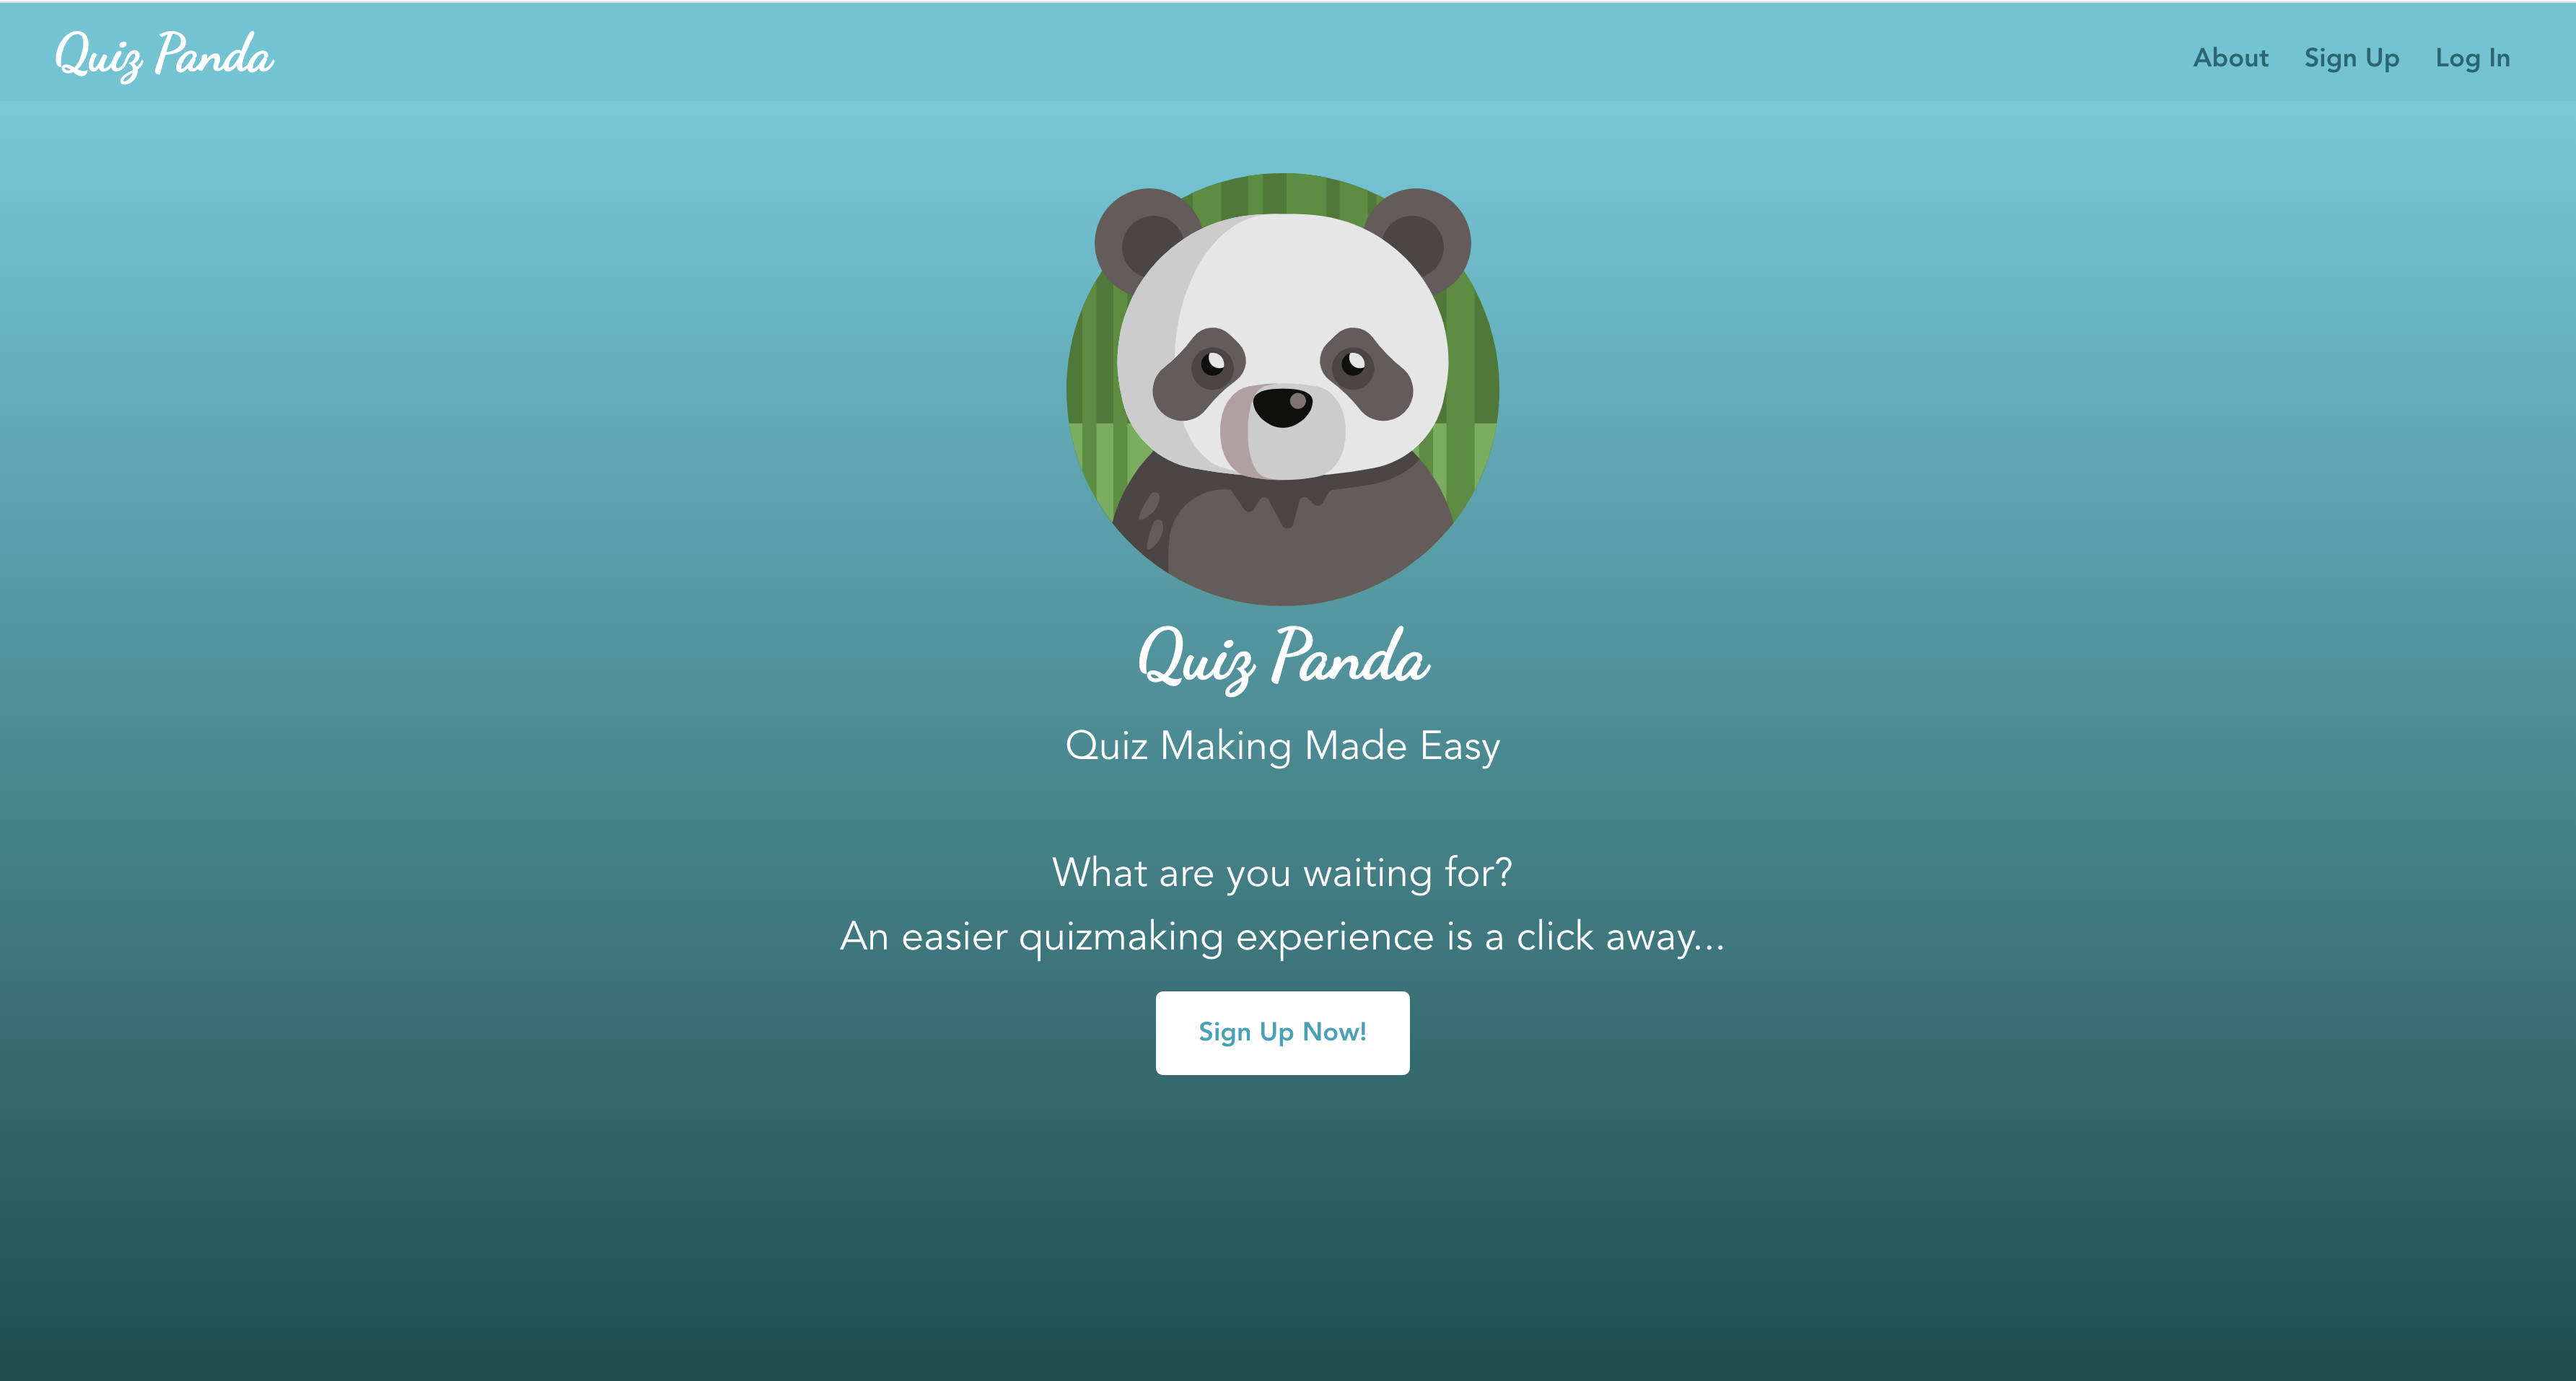 Quiz Panda
About Sign Up Log In
Quiz Panda
Quiz Making Made Easy
What are you waiting for?
An easier quizmaking experience is a click away...
Sign Up Now!